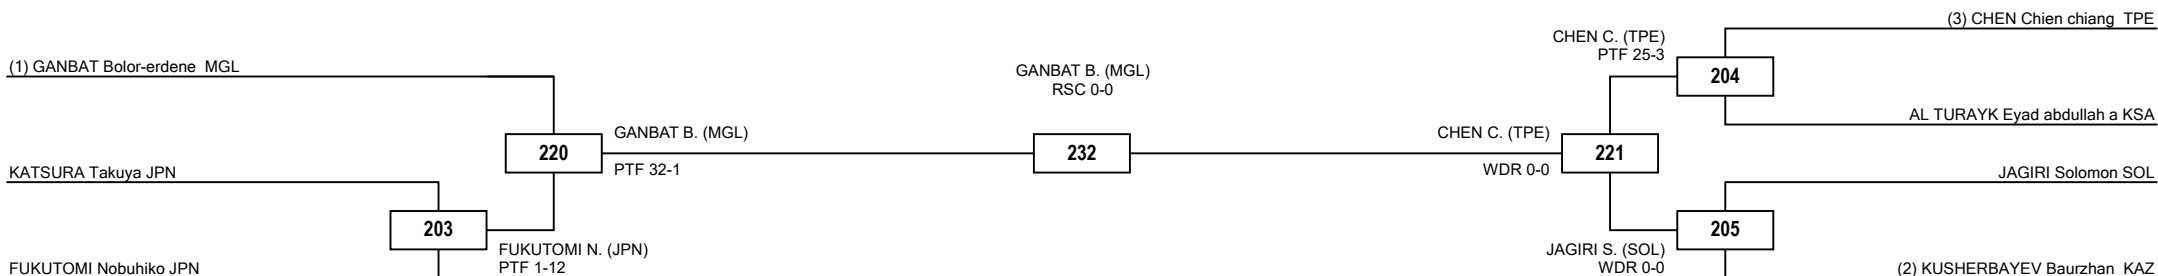 (3) CHEN Chien chiang TPE
CHEN C. (TPE)
PTF 25-3
(1) GANBAT Bolor-erdene MGL
GANBAT B. (MGL)
RSC 0-0
204
AL TURAYK Eyad abdullah a KSA
GANBAT B. (MGL)
CHEN C. (TPE)
220
232
221
PTF 32-1
WDR 0-0
KATSURA Takuya JPN
JAGIRI Solomon SOL
203
205
FUKUTOMI N. (JPN)
PTF 1-12
JAGIRI S. (SOL)
WDR 0-0
FUKUTOMI Nobuhiko JPN
(2) KUSHERBAYEV Baurzhan KAZ